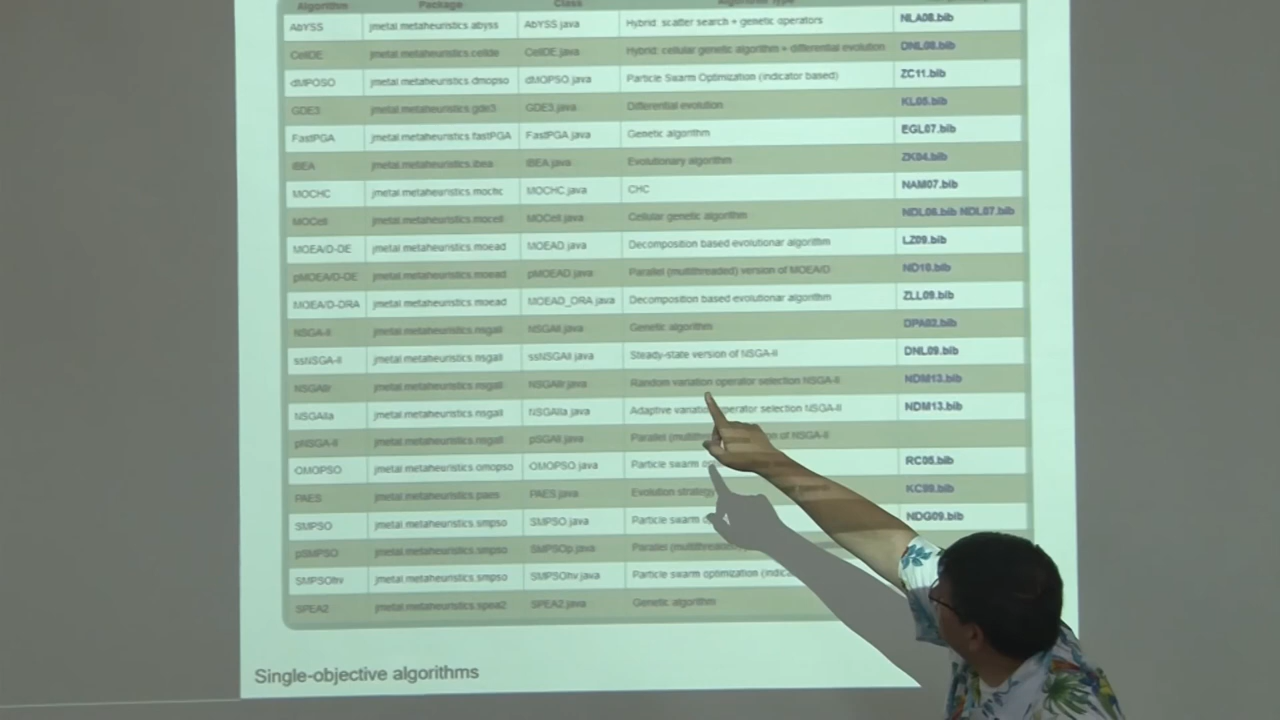 Algorithm Package Class Algorithm Type
AbYSS jmetal.metaheuristics.abyss AbYSS.java Hybrid: scatter search + genetic operators NLA08.bib
CellDE jmetal.metaheuristics.cellde CellDE.java Hybrid: cellular genetic algorithm + differential evolution DNL08.bib
dMPOSO jmetal.metaheuristics.dmopso dMOPSO.java Particle Swarm Optimization (indicator based) ZC11.bib
GDE3 jmetal.metaheuristics.gde3 GDE3.java Differential evolution KL05.bib
FastPGA jmetal.metaheuristics.fastPGA FastPGA.java Genetic algorithm EGL07.bib
IBEA jmetal.metaheuristics.ibea IBEA.java Evolutionary algorithm ZK04.bib
MOCHC jmetal.metaheuristics.mochc MOCHC.java CHC NAM07.bib
MOCell jmetal.metaheuristics.mocell MOCell.java Cellular genetic algorithm NDL06.bib NDL07.bib
MOEA/D-DE jmetal.metaheuristics.moead MOEAD.java Decomposition based evolutionar algorithm LZ09.bib
pMOEA/D-DE jmetal.metaheuristics.moead pMOEAD.java Parallel (multithreaded) version of MOEA/D ND10.bib
MOEA/D-DRA jmetal.metaheuristics.moead MOEAD_DRA.java Decomposition based evolutionar algorithm ZLL09.bib
NSGA-II jmetal.metaheuristics.nsgaII NSGAII.java Genetic algorithm DPA02.bib
ssNSGA-II jmetal.metaheuristics.nsgaII ssNSGAII.java Steady-state version of NSGA-II DNL09.bib
NSGAIIr jmetal.metaheuristics.nsgaII NSGAIIr.java Random variation operator selection NSGA-II NDM13.bib
NSGAIIa jmetal.metaheuristics.nsgaII NSGAIIa.java Adaptive operator selection NSGA-II NDM13.bib
pNSGA-II jmetal.metaheuristics.nsgaII pSGAII.java Parallel of NSGA-II
OMOPSO jmetal.metaheuristics.omopso OMOPSO.java Particle swarm RC05.bib
PAES jmetal.metaheuristics.paes PAES.java Evolution strategy KC99.bib
SMPSO jmetal.metaheuristics.smpso SMPSO.java Particle swarm NDG09.bib
pSMPSO jmetal.metaheuristics.smpso SMPSOp.java Parallel
SMPSOhv jmetal.metaheuristics.smpso SMPSOhv.java Particle swarm optimization
SPEA2 jmetal.metaheuristics.spea2 SPEA2.java Genetic algorithm
Single-objective algorithms